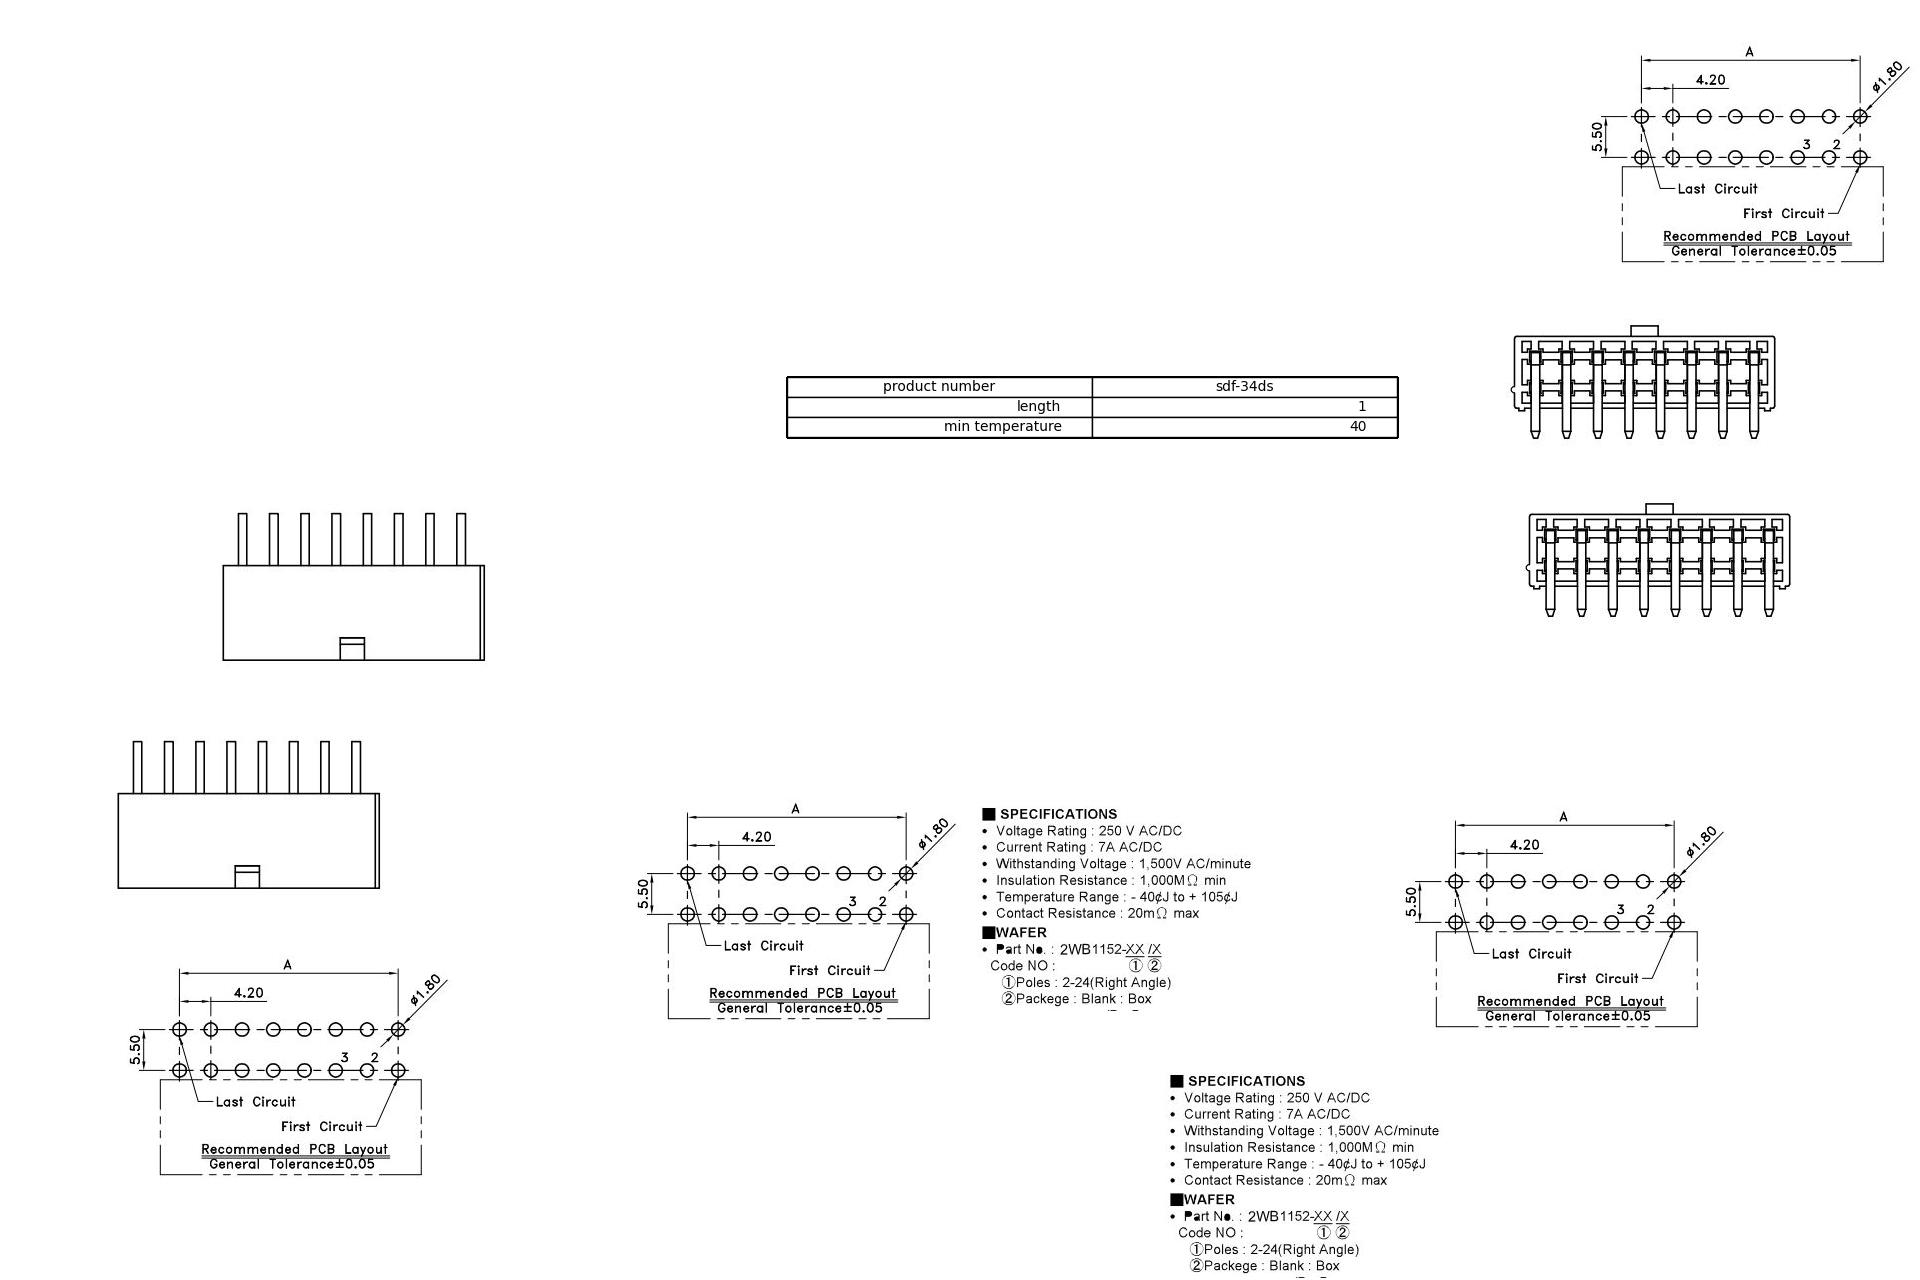 A
4.20
ø1.80
5.50
3 2
Last Circuit
First Circuit
Recommended PCB Layout
General Tolerance±0.05
product number sdf-34ds
length 1
min temperature 40
A
4.20
ø1.80
5.50
3 2
Last Circuit
First Circuit
Recommended PCB Layout
General Tolerance±0.05
■ SPECIFICATIONS
• Voltage Rating : 250 V AC/DC
• Current Rating : 7A AC/DC
• Withstanding Voltage : 1,500V AC/minute
• Insulation Resistance : 1,000MΩ min
• Temperature Range : - 40¢J to + 105¢J
• Contact Resistance : 20mΩ max
■WAFER
• Part No. : 2WB1152-XX /X
Code NO : ① ②
①Poles : 2-24(Right Angle)
②Packege : Blank : Box
A
4.20
ø1.80
5.50
3 2
Last Circuit
First Circuit
Recommended PCB Layout
General Tolerance±0.05
A
4.20
ø1.80
5.50
3 2
Last Circuit
First Circuit
Recommended PCB Layout
General Tolerance±0.05
■ SPECIFICATIONS
• Voltage Rating : 250 V AC/DC
• Current Rating : 7A AC/DC
• Withstanding Voltage : 1,500V AC/minute
• Insulation Resistance : 1,000MΩ min
• Temperature Range : - 40¢J to + 105¢J
• Contact Resistance : 20mΩ max
■WAFER
• Part No. : 2WB1152-XX /X
Code NO : ① ②
①Poles : 2-24(Right Angle)
②Packege : Blank : Box